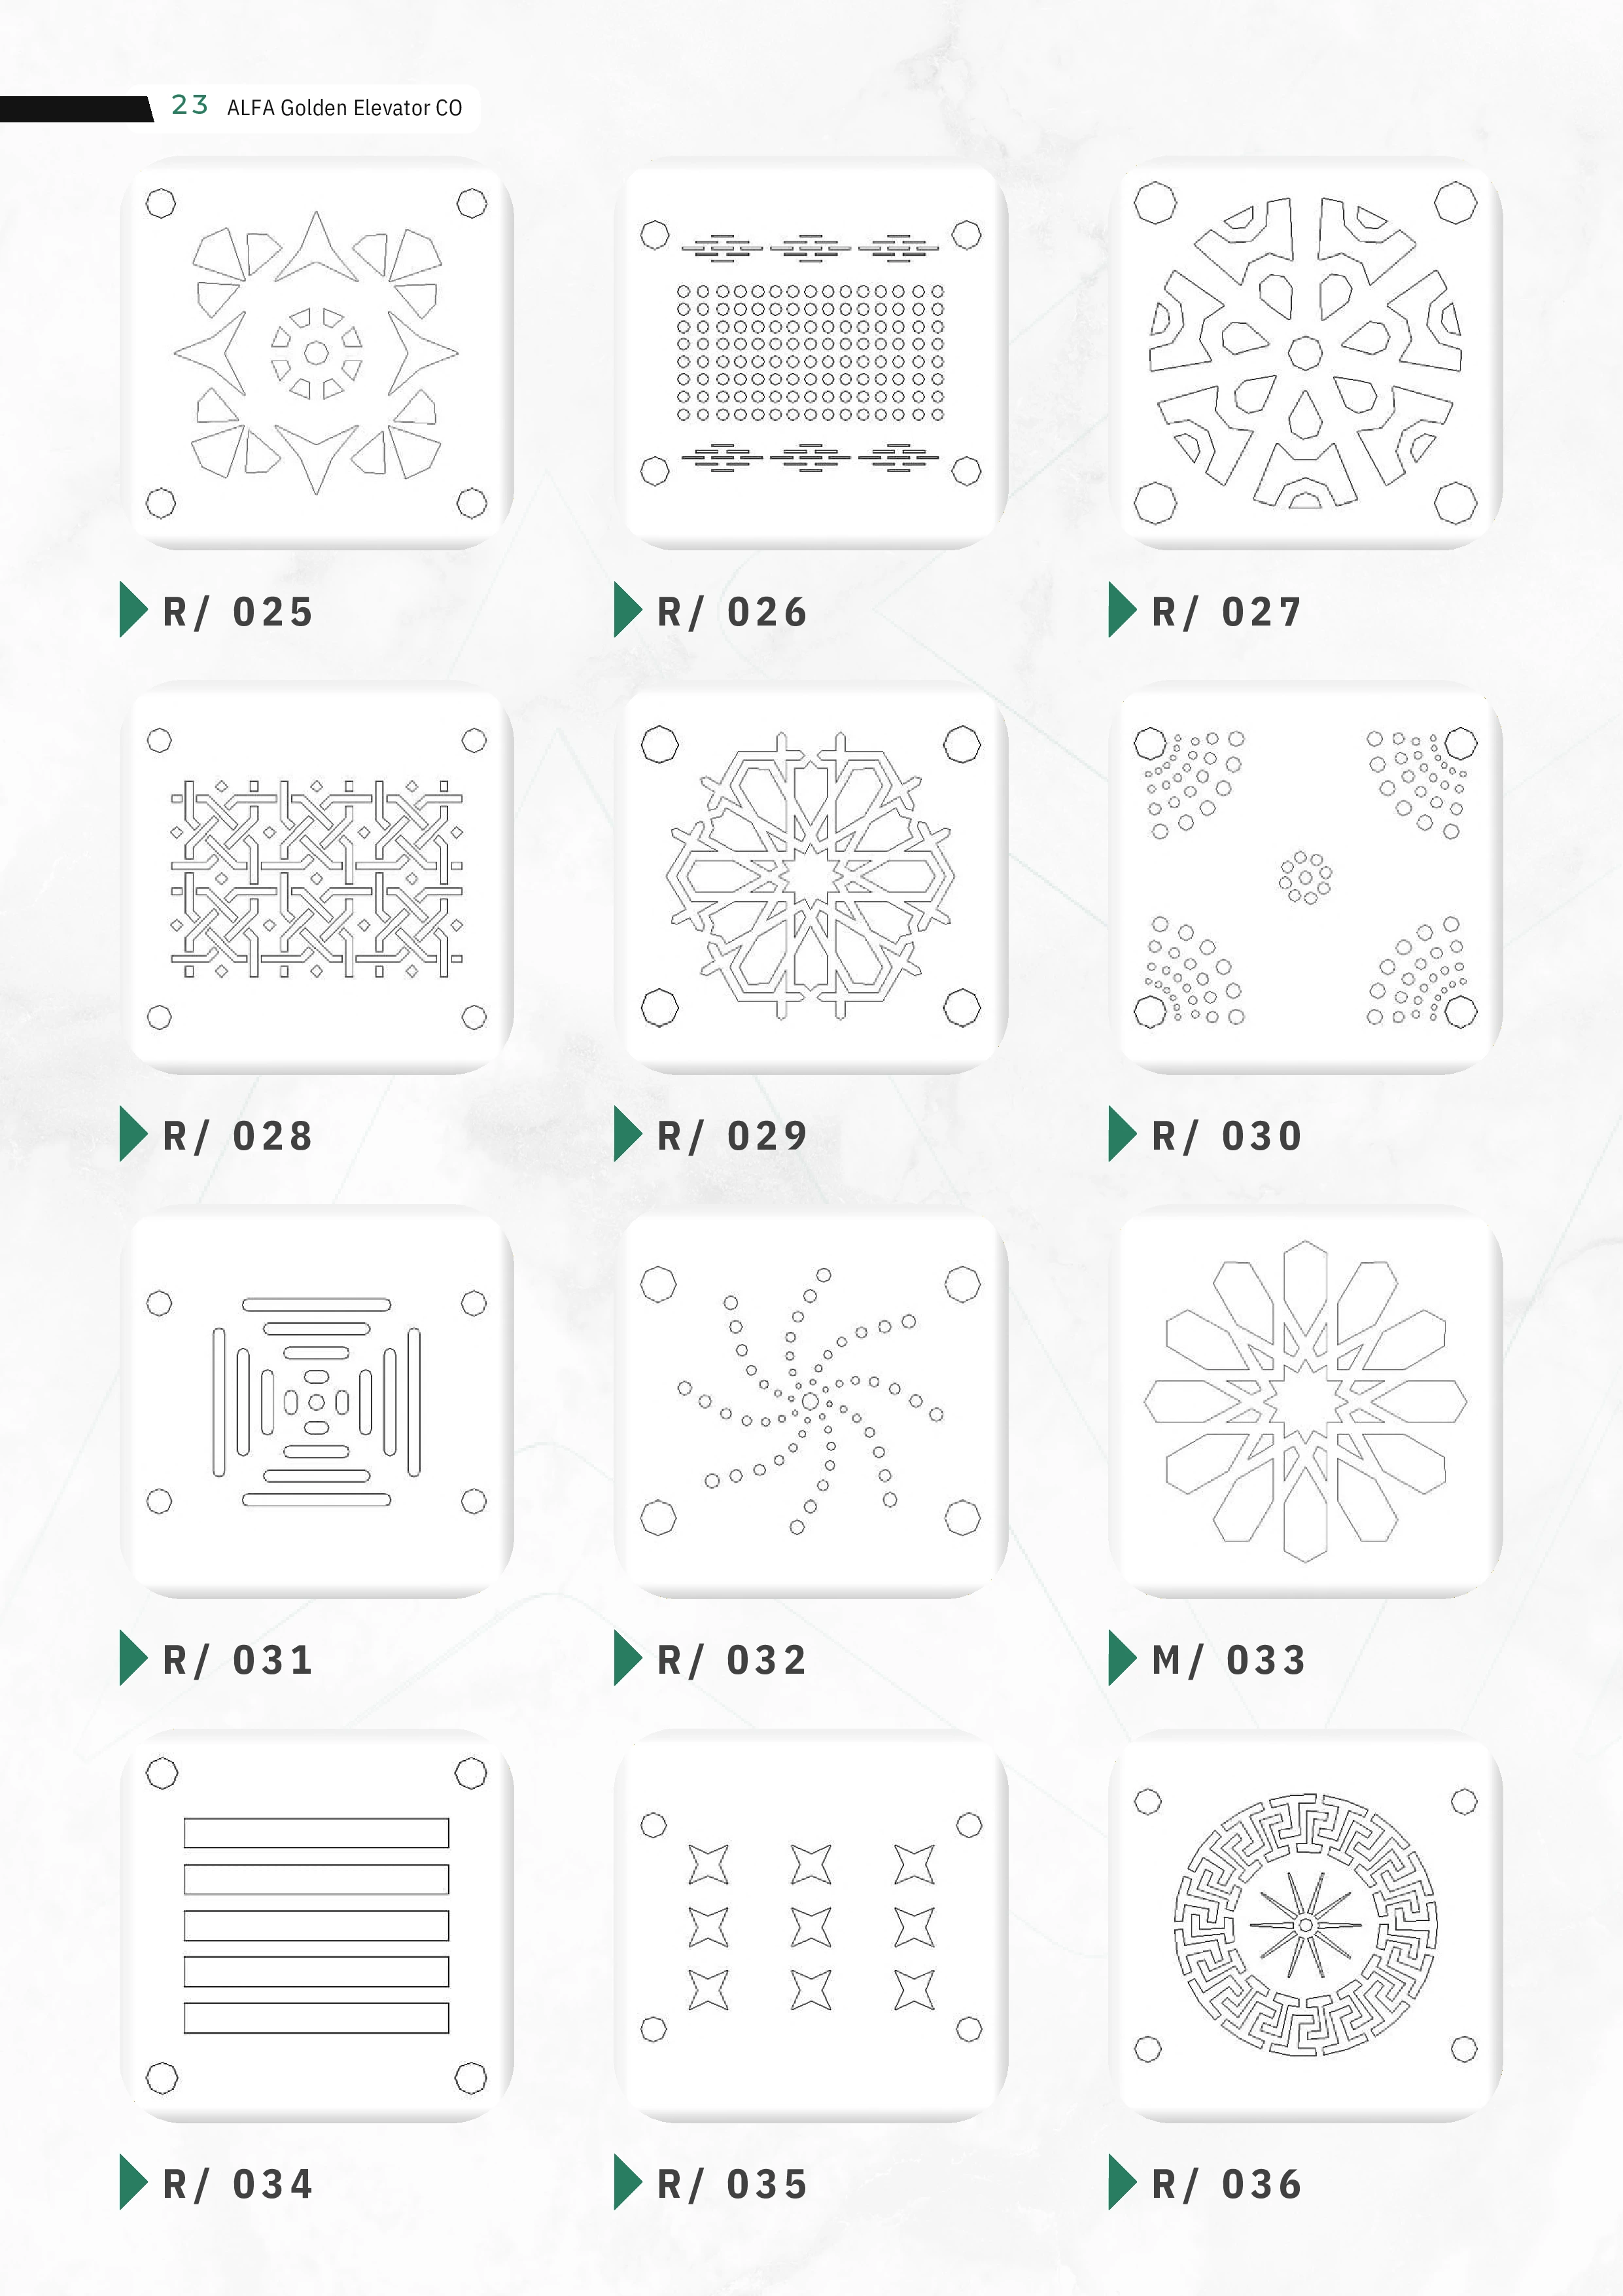 23 ALFA Golden Elevator CO
R/ 025
R/ 026
R/ 027
R/ 028
R/ 029
R/ 030
R/ 031
R/ 032
M/ 033
R/ 034
R/ 035
R/ 036